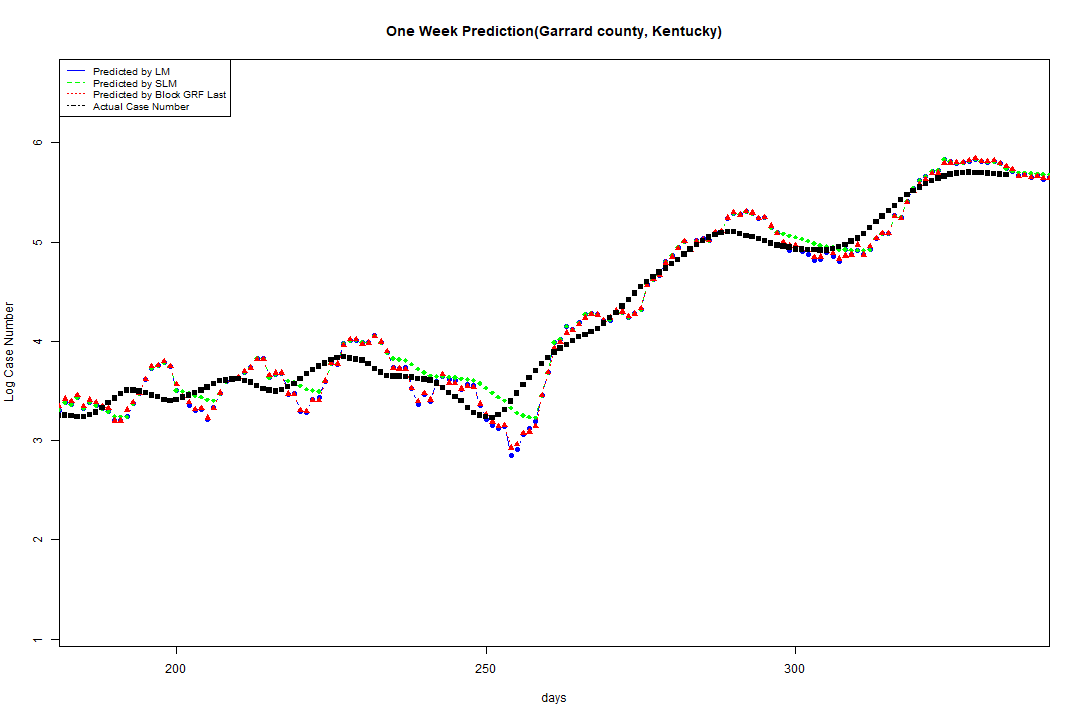 One Week Prediction(Garrard county, Kentucky)
Predicted by LM
Predicted by SLM
Predicted by Block GRF Last
Actual Case Number
6
5
4
3
2
1
Log Case Number
200 250 300
days